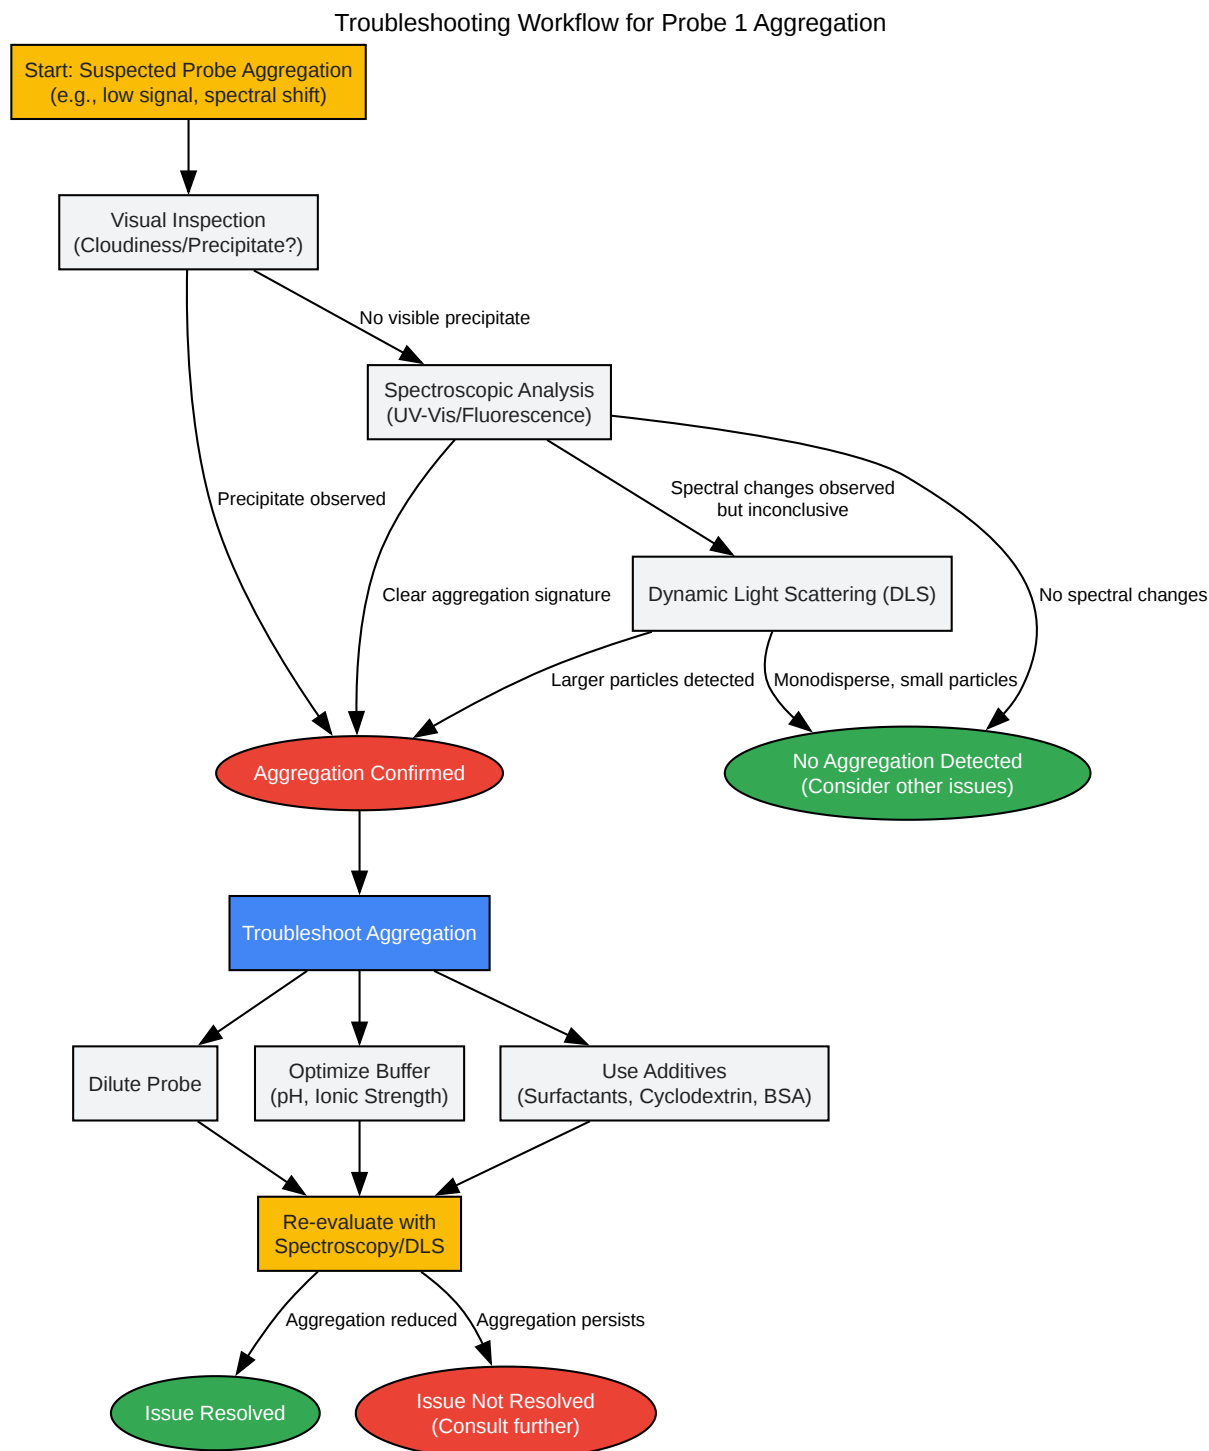 Troubleshooting Workflow for Probe 1 Aggregation
Start: Suspected Probe Aggregation
(e.g., low signal, spectral shift)
Visual Inspection
(Cloudiness/Precipitate?)
No visible precipitate
Spectroscopic Analysis
(UV-Vis/Fluorescence)
Precipitate observed
Spectral changes observed
but inconclusive
Clear aggregation signature
Dynamic Light Scattering (DLS)
No spectral changes
Larger particles detected
Monodisperse, small particles
Aggregation Confirmed
No Aggregation Detected
(Consider other issues)
Troubleshoot Aggregation
Dilute Probe
Optimize Buffer
(pH, Ionic Strength)
Use Additives
(Surfactants, Cyclodextrin, BSA)
Re-evaluate with
Spectroscopy/DLS
Aggregation reduced
Aggregation persists
Issue Resolved
Issue Not Resolved
(Consult further)